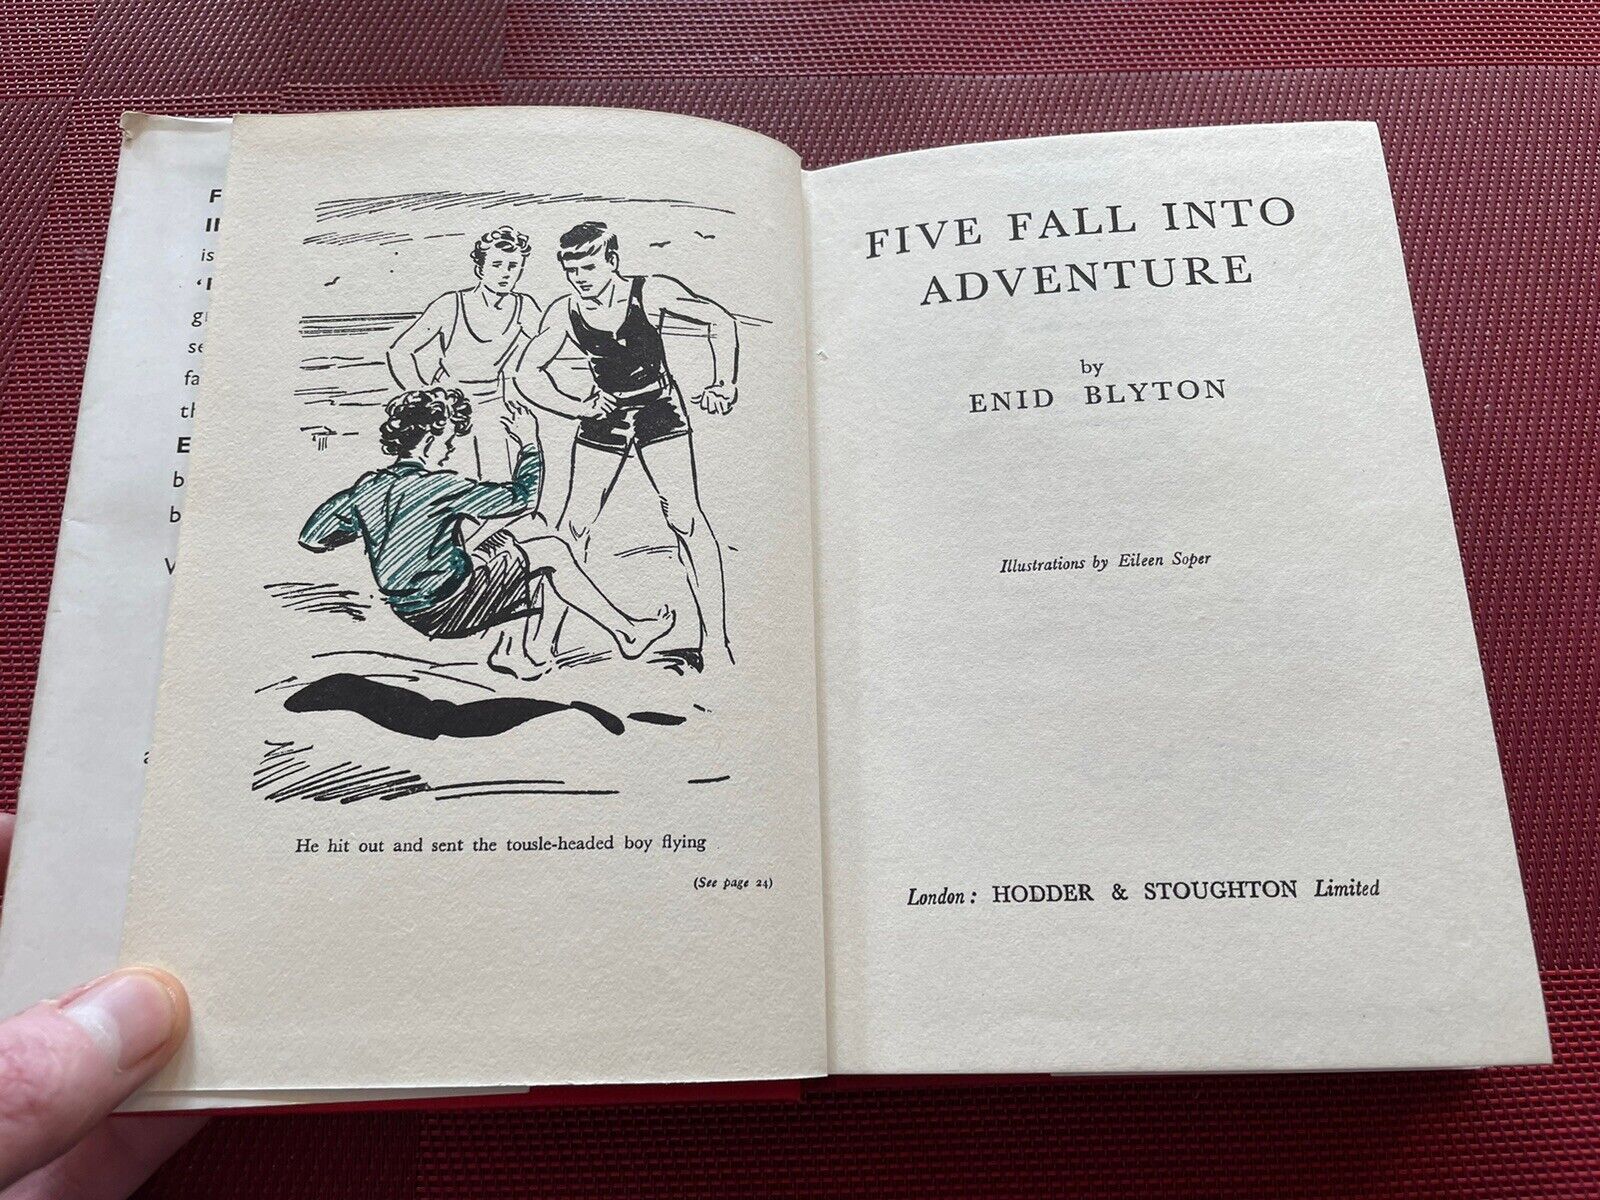 F
is
He hit out and sent the tousle-headed boy flying
(See page 24)
FIVE FALL INTO
ADVENTURE
by
ENID BLYTON
Illustrations by Eileen Soper
London: HODDER & STOUGHTON Limited